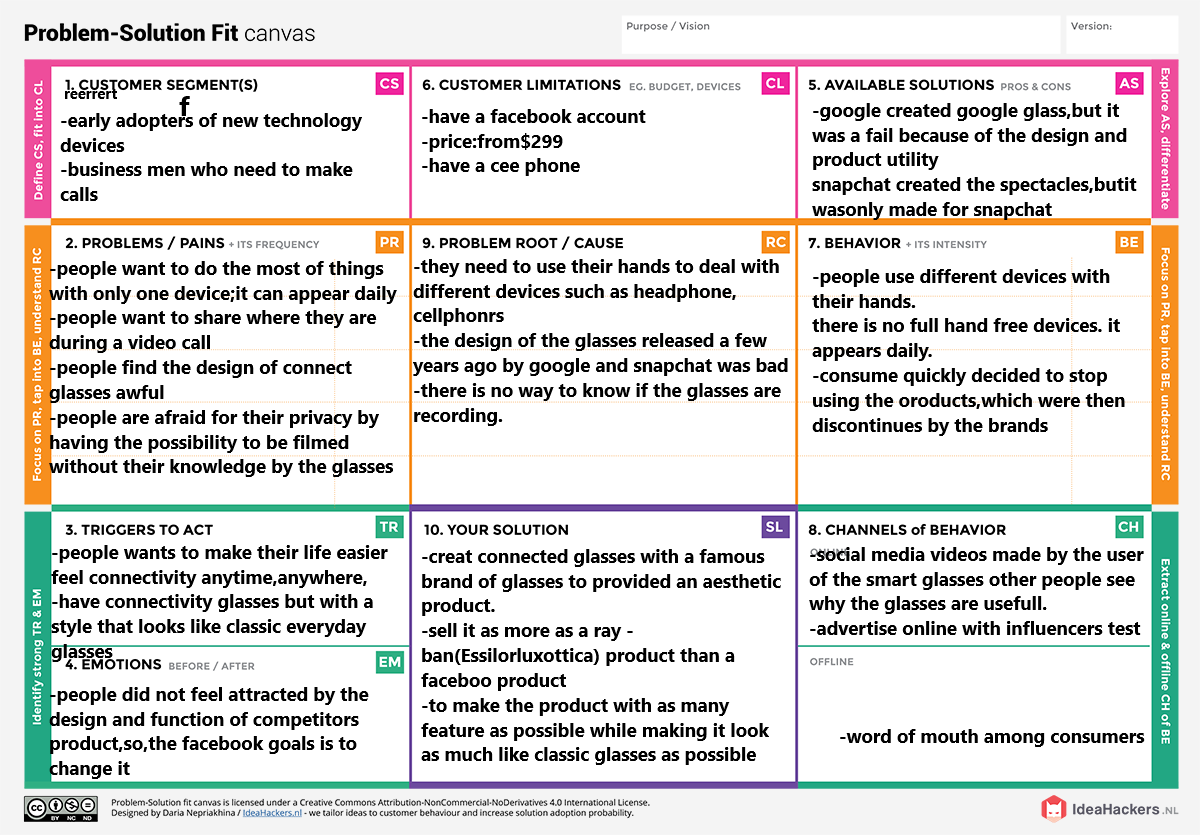 Problem-Solution Fit canvas
Purpose / Vision
Version:
Define CS, fit into CL
1. CUSTOMER SEGMENT(S)
CS
reerrert
f
-early adopters of new technology
devices
-business men who need to make
calls
6. CUSTOMER LIMITATIONS EG. BUDGET, DEVICES
CL
-have a facebook account
-price:from$299
-have a cee phone
5. AVAILABLE SOLUTIONS PROS & CONS
AS
-google created google glass,but it
was a fail because of the design and
product utility
snapchat created the spectacles,butit
wasonly made for snapchat
Explore AS, differentiate
Focus on PR, tap into BE, understand RC
2. PROBLEMS / PAINS + ITS FREQUENCY
PR
-people want to do the most of things
with only one device;it can appear daily
-people want to share where they are
during a video call
-people find the design of connect
glasses awful
-people are afraid for their privacy by
having the possibility to be filmed
without their knowledge by the glasses
9. PROBLEM ROOT / CAUSE
RC
-they need to use their hands to deal with
different devices such as headphone,
cellphonrs
-the design of the glasses released a few
years ago by google and snapchat was bad
-there is no way to know if the glasses are
recording.
7. BEHAVIOR + ITS INTENSITY
BE
-people use different devices with
their hands.
there is no full hand free devices. it
appears daily.
-consume quickly decided to stop
using the oroducts,which were then
discontinues by the brands
Focus on PR, tap into BE, understand RC
Identify strong TR & EM
3. TRIGGERS TO ACT
TR
-people wants to make their life easier
feel connectivity anytime,anywhere,
-have connectivity glasses but with a
style that looks like classic everyday
glasses
4. EMOTIONS BEFORE / AFTER
EM
-people did not feel attracted by the
design and function of competitors
product,so,the facebook goals is to
change it
10. YOUR SOLUTION
SL
-creat connected glasses with a famous
brand of glasses to provided an aesthetic
product.
-sell it as more as a ray -
ban(Essilorluxottica) product than a
faceboo product
-to make the product with as many
feature as possible while making it look
as much like classic glasses as possible
8. CHANNELS of BEHAVIOR
CH
ONLINE
-social media videos made by the user
of the smart glasses other people see
why the glasses are usefull.
-advertise online with influencers test
OFFLINE
-word of mouth among consumers
Extract online & offline CH of BE
cc
BY NC ND
Problem-Solution fit canvas is licensed under a Creative Commons Attribution-NonCommercial-NoDerivatives 4.0 International License.
Designed by Daria Nepriakhina / IdeaHackers.nl - we tailor ideas to customer behaviour and increase solution adoption probability.
IdeaHackers.NL